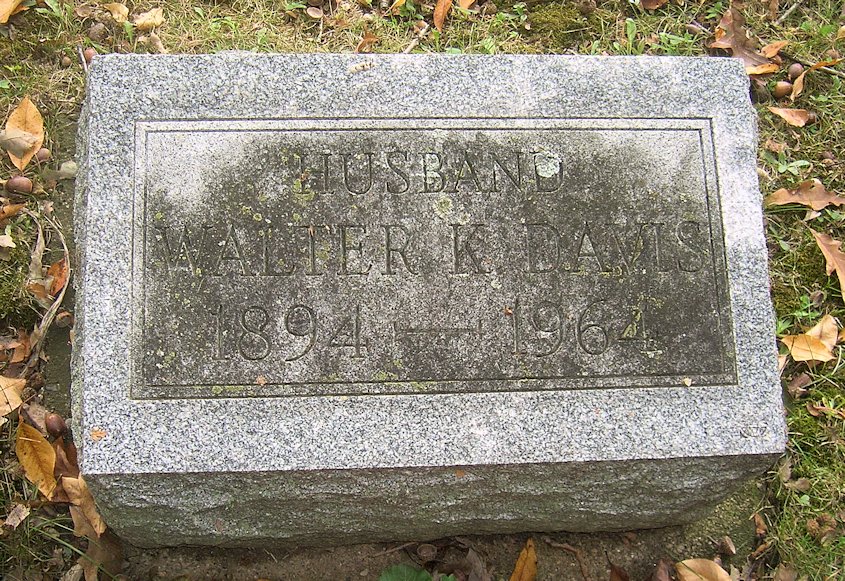 HUSBAND
WALTER K. DAVIS
1894 — 1964